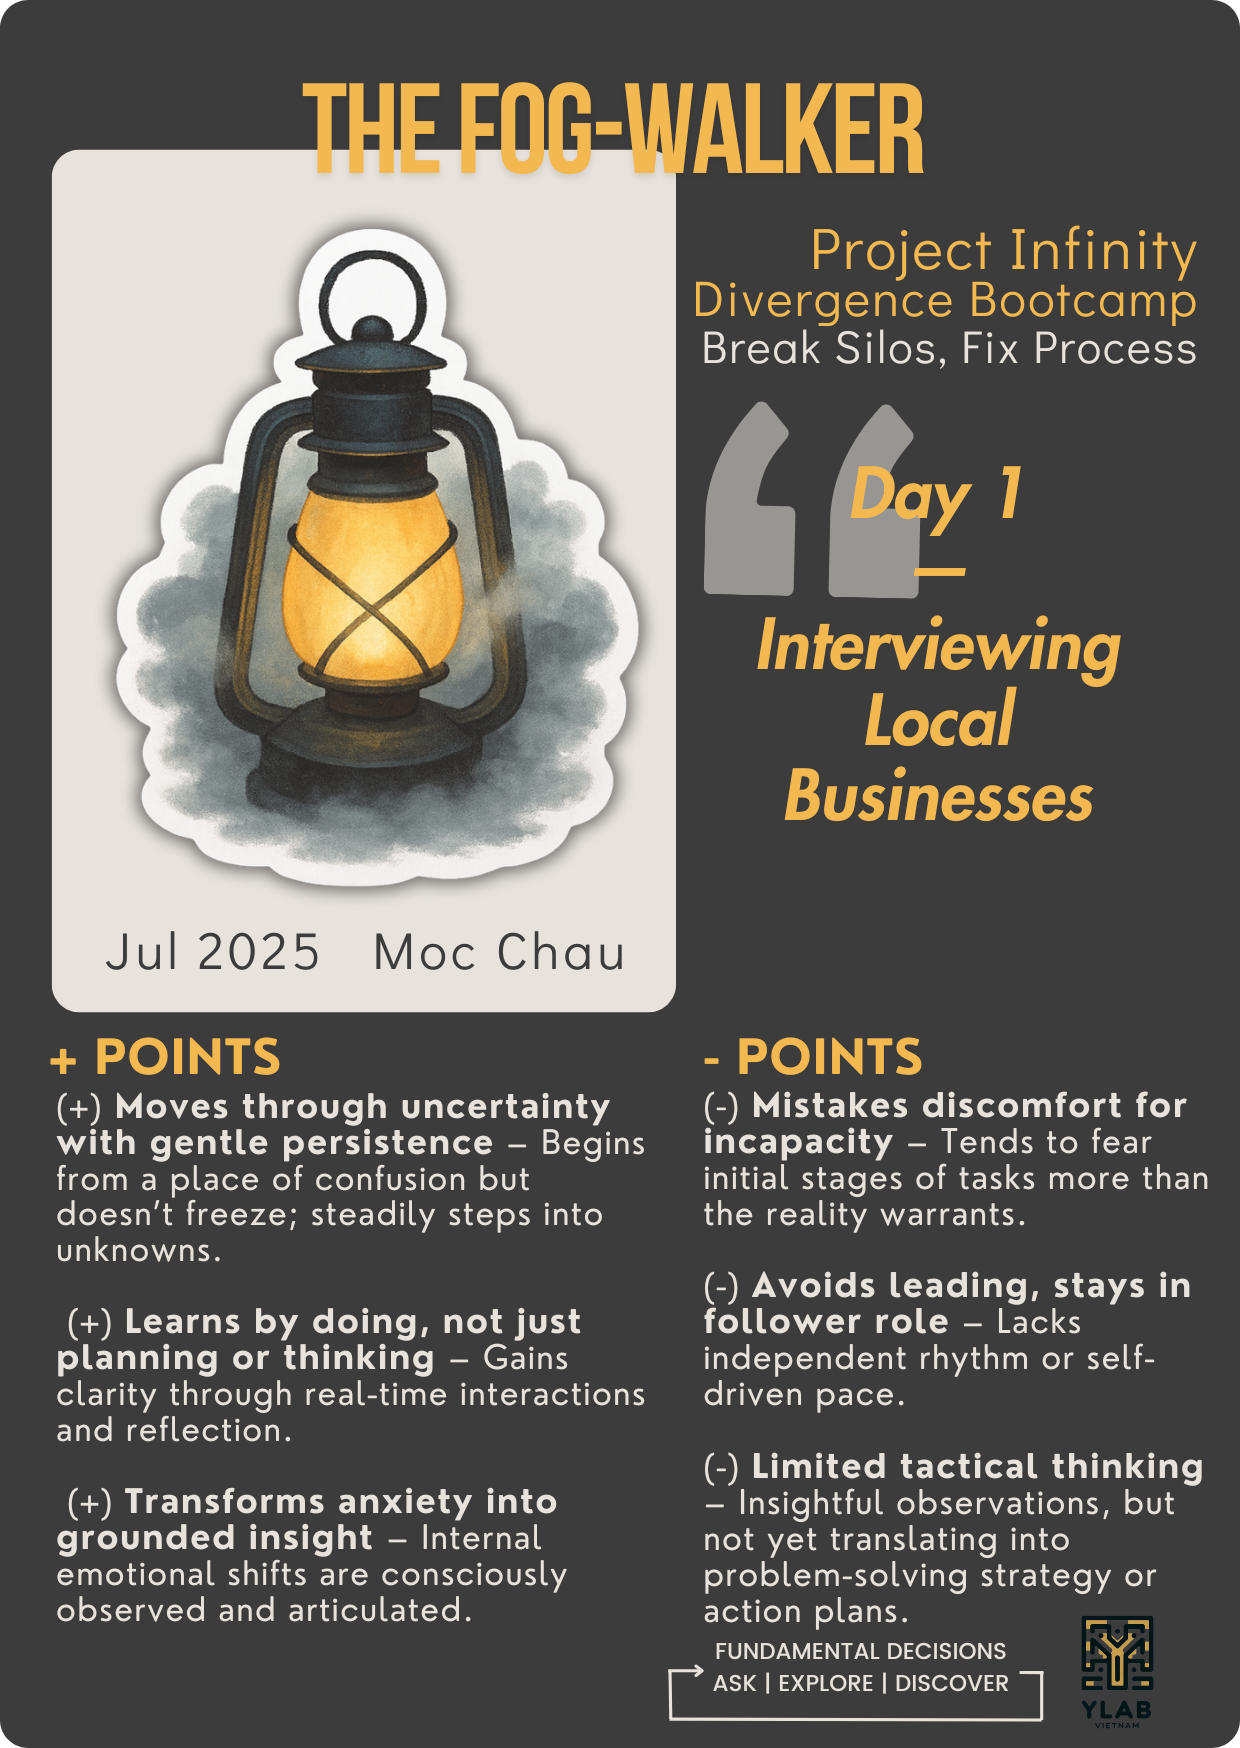 THE FOG-WALKER
Project Infinity
Divergence Bootcamp
Break Silos, Fix Process
Day 1
–
Interviewing
Local
Businesses
Jul 2025 Moc Chau
+ POINTS
(+) Moves through uncertainty
with gentle persistence – Begins
from a place of confusion but
doesn’t freeze; steadily steps into
unknowns.
(+) Learns by doing, not just
planning or thinking – Gains
clarity through real-time interactions
and reflection.
(+) Transforms anxiety into
grounded insight – Internal
emotional shifts are consciously
observed and articulated.
- POINTS
(-) Mistakes discomfort for
incapacity – Tends to fear
initial stages of tasks more than
the reality warrants.
(-) Avoids leading, stays in
follower role – Lacks
independent rhythm or self-
driven pace.
(-) Limited tactical thinking
– Insightful observations, but
not yet translating into
problem-solving strategy or
action plans.
FUNDAMENTAL DECISIONS
ASK | EXPLORE | DISCOVER
YLAB
VIETNAM